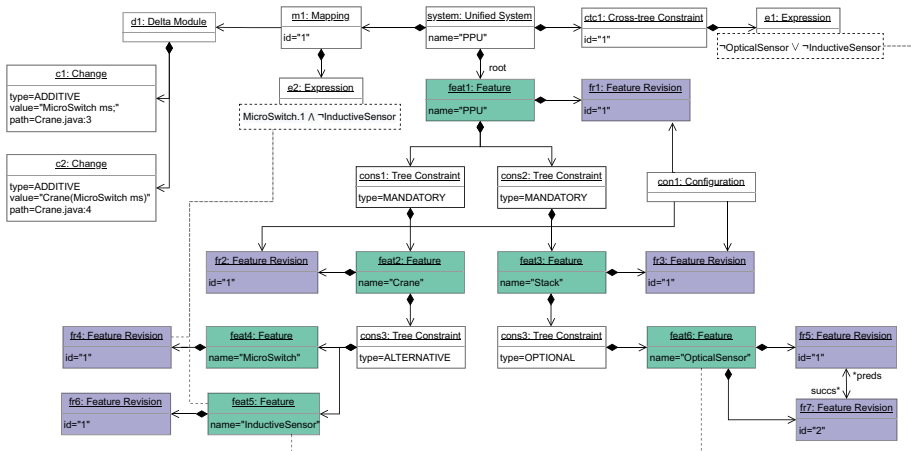 d1: Delta Module
m1: Mapping
id="1"
system: Unified System
name="PPU"
ctc1: Cross-tree Constraint
id="1"
e1: Expression
¬OpticalSensor ∨ ¬InductiveSensor
root
c1: Change
type=ADDITIVE
value="MicroSwitch ms;"
path=Crane.java:3
e2: Expression
MicroSwitch.1 ∧ ¬InductiveSensor
feat1: Feature
name="PPU"
fr1: Feature Revision
id="1"
c2: Change
type=ADDITIVE
value="Crane(MicroSwitch ms)"
path=Crane.java:4
cons1: Tree Constraint
type=MANDATORY
cons2: Tree Constraint
type=MANDATORY
con1: Configuration
fr2: Feature Revision
id="1"
feat2: Feature
name="Crane"
feat3: Feature
name="Stack"
fr3: Feature Revision
id="1"
fr4: Feature Revision
id="1"
feat4: Feature
name="MicroSwitch"
cons3: Tree Constraint
type=ALTERNATIVE
cons3: Tree Constraint
type=OPTIONAL
feat6: Feature
name="OpticalSensor"
fr5: Feature Revision
id="1"
*preds
succs*
fr6: Feature Revision
id="1"
feat5: Feature
name="InductiveSensor"
fr7: Feature Revision
id="2"